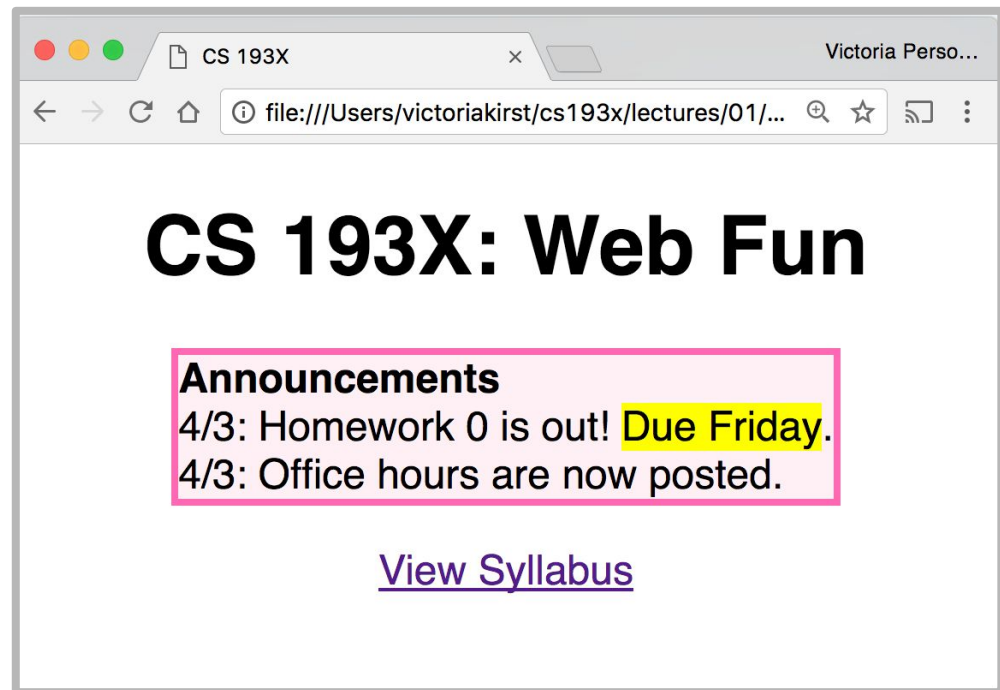 CS 193X
Victoria Perso...
file:///Users/victoriakirst/cs193x/lectures/01/...
CS 193X: Web Fun
Announcements
4/3: Homework 0 is out! Due Friday.
4/3: Office hours are now posted.
View Syllabus